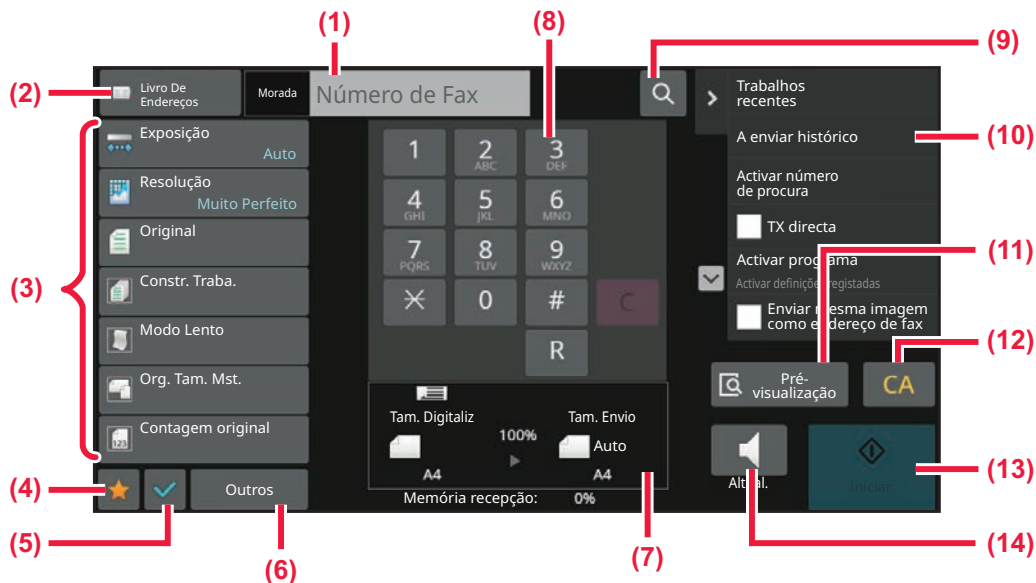 (1)
(8)
(9)
(2)
Livro De
Endereços
Morada
Número de Fax
Trabalhos
recentes
(10)
A enviar histórico
Activar número
de procura
TX directa
(11)
Activar programa
Activar definições registadas
Enviar mesma imagem
como endereço de fax
(12)
(3)
Exposição
Auto
Resolução
Muito Perfeito
Original
Constr. Traba.
Modo Lento
Org. Tam. Mst.
123
Contagem original
1
2
ABC
3
DEF
4
GHI
5
JKL
6
MNO
7
PQRS
8
TUV
9
WXYZ
0
#
C
R
Pré-
visualização
CA
Tam. Digitaliz
100%
Tam. Envio
Auto
A4
A4
Memória recepção:
0%
Iniciar
(13)
(4)
Outros
(5)
(6)
(7)
(14)